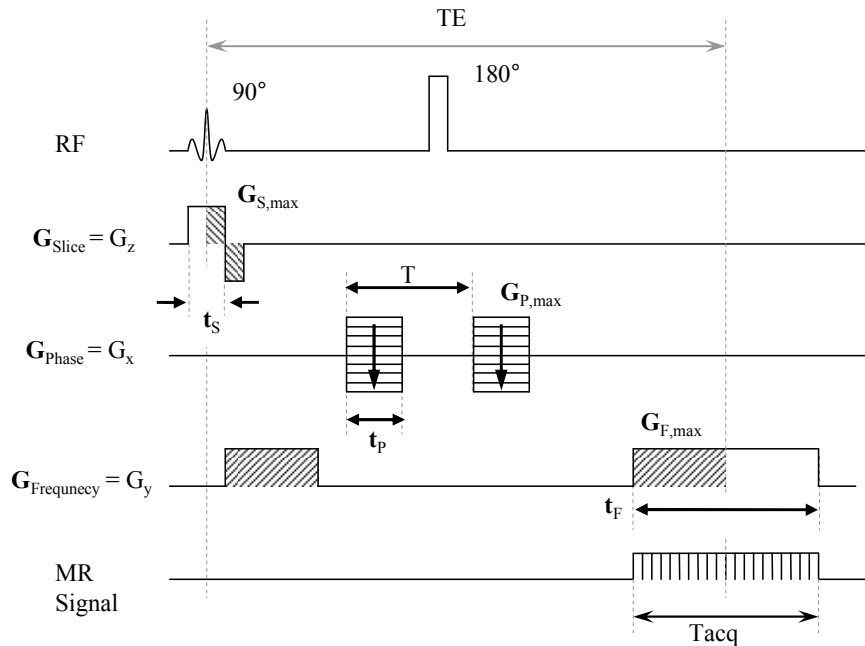 TE
90°
180°
RF
G_S,max
G_Slice = G_z
t_S
T
G_P,max
G_Phase = G_x
t_P
G_F,max
G_Frequnecy = G_y
t_F
MR
Signal
Tacq